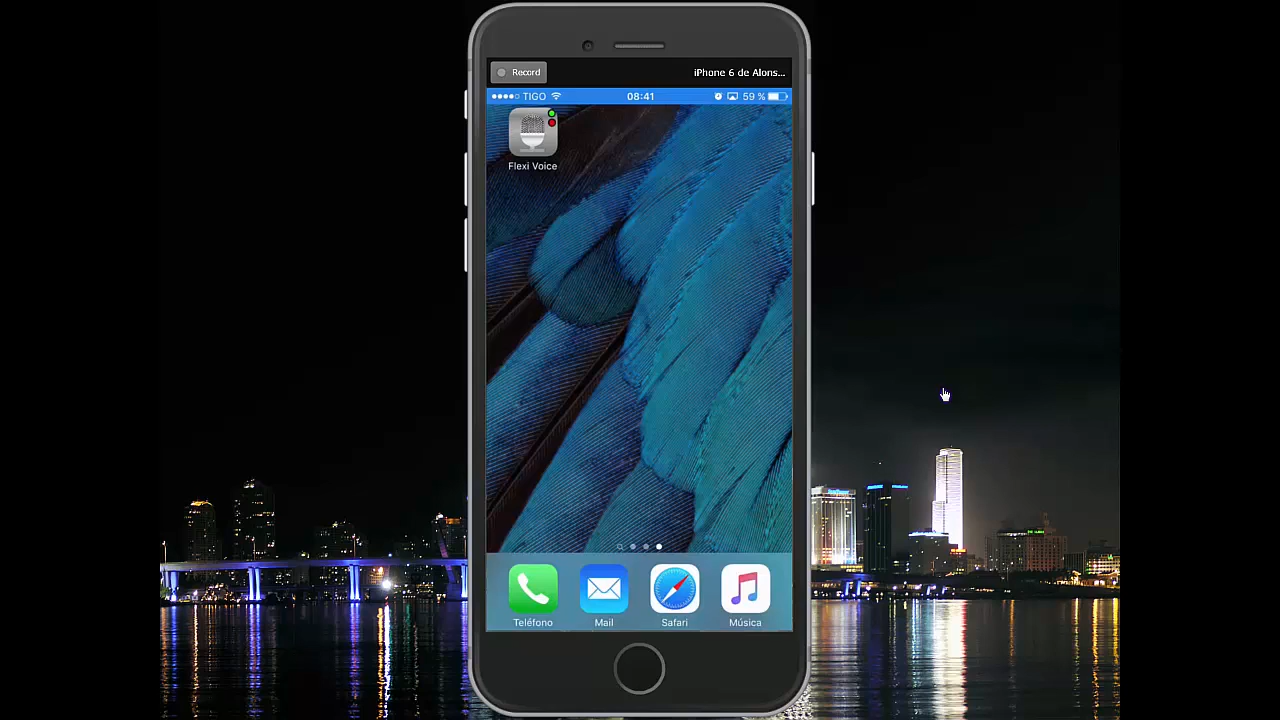 Record
iPhone 6 de Alons...
TIGO 08:41 59 %
Flexi Voice
Teléfono Mail Safari Música